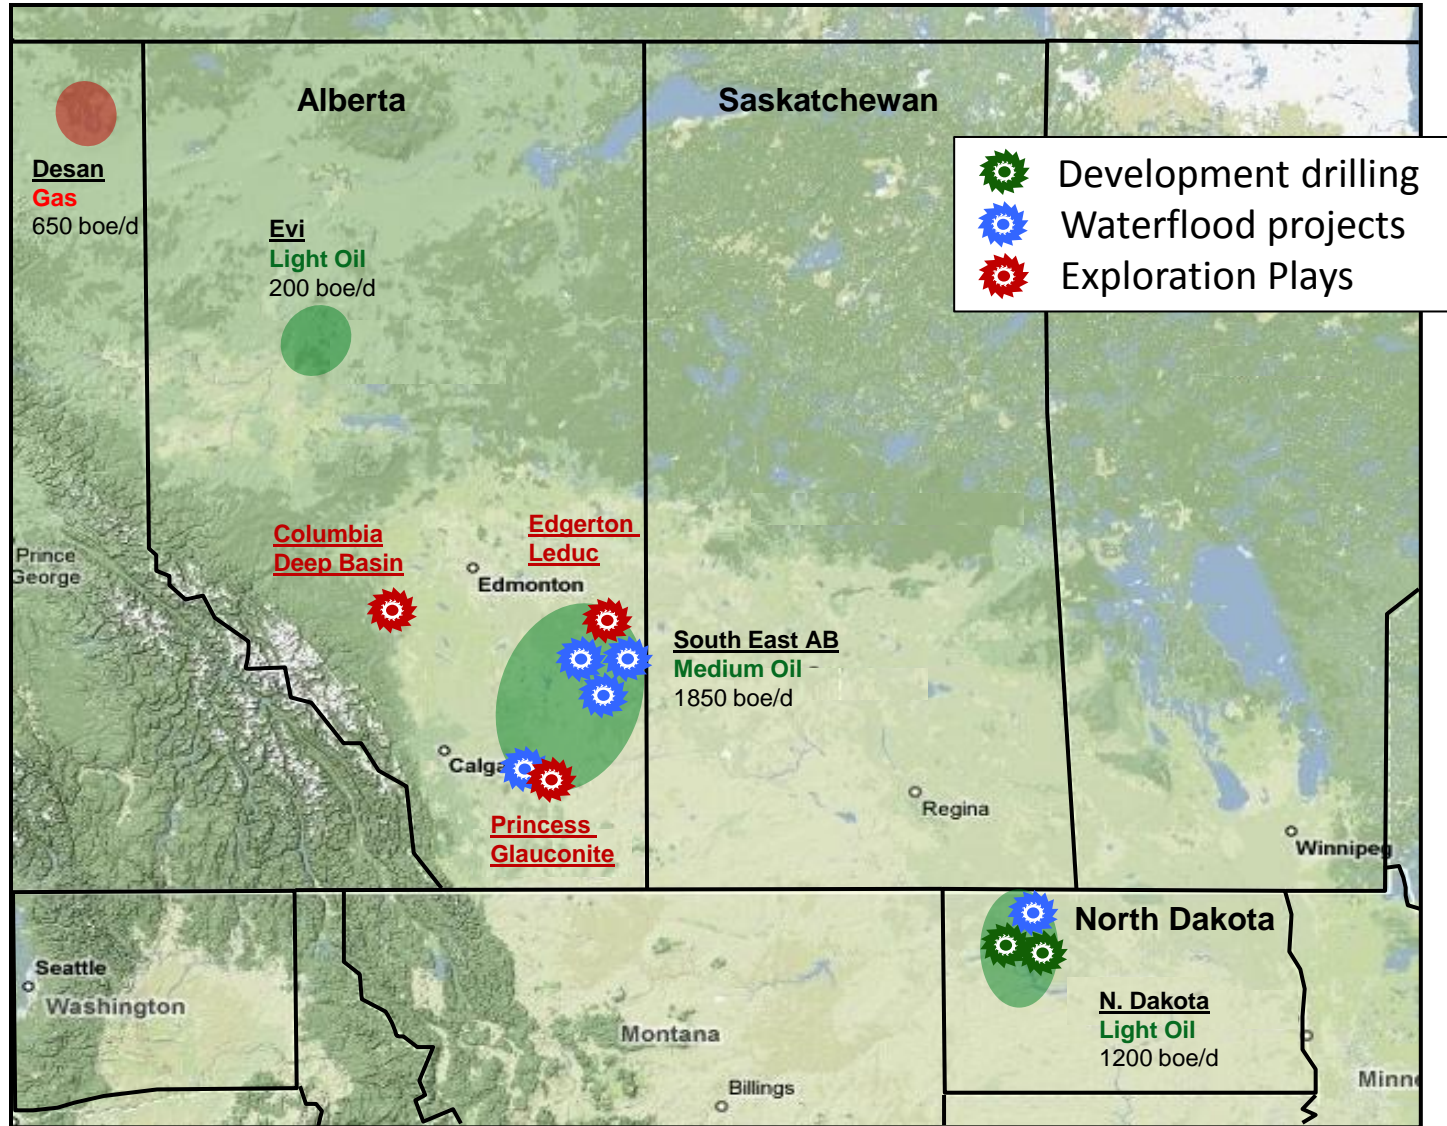 Alberta
Saskatchewan
Development drilling
Waterflood projects
Exploration Plays
Desan
Gas
650 boe/d
Evi
Light Oil
200 boe/d
Columbia
Deep Basin
Edgerton
Leduc
Prince
George
Edmonton
South East AB
Medium Oil
1850 boe/d
Calga
Princess
Glauconite
Regina
Winnipeg
North Dakota
Seattle
Washington
N. Dakota
Light Oil
1200 boe/d
Montana
Billings
Minne